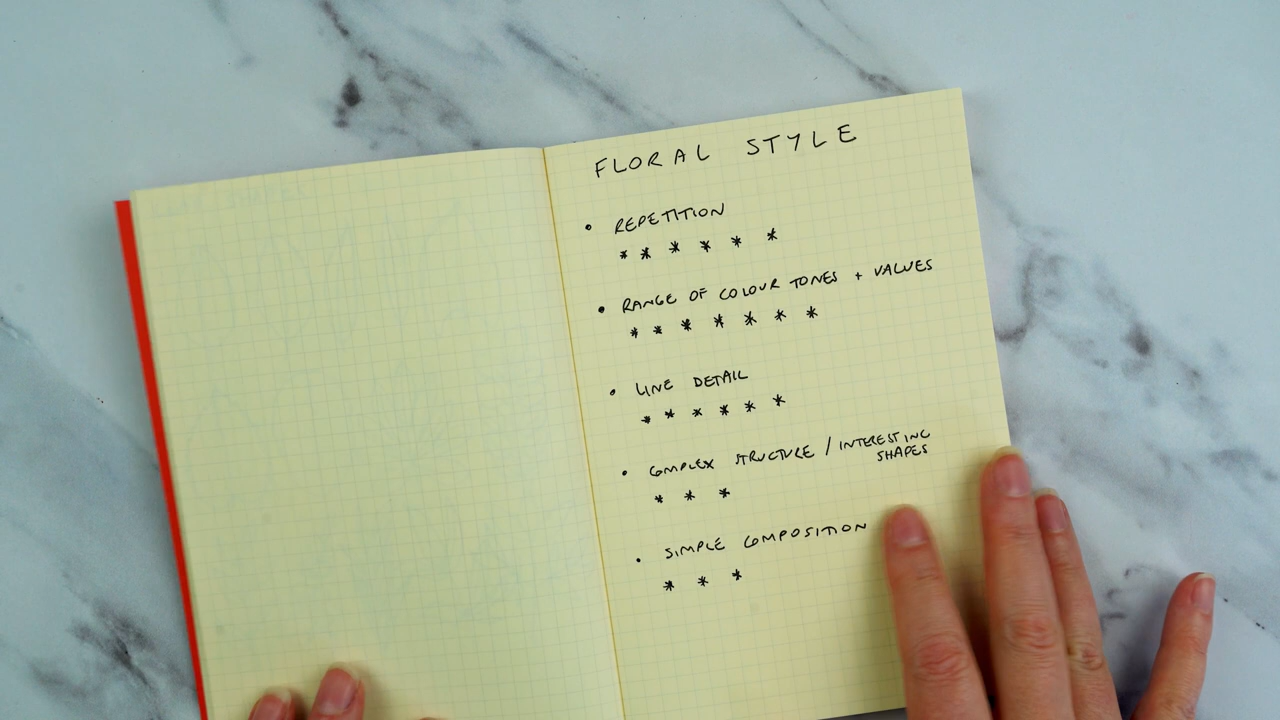 FLORAL STYLE
• REPETITION
* * * * * *
• RANGE OF COLOUR TONES + VALUES
* * * * * * *
• LINE DETAIL
* * * * * *
• COMPLEX STRUCTURE / INTERESTING
SHAPES
* * *
• SIMPLE COMPOSITION
* * *